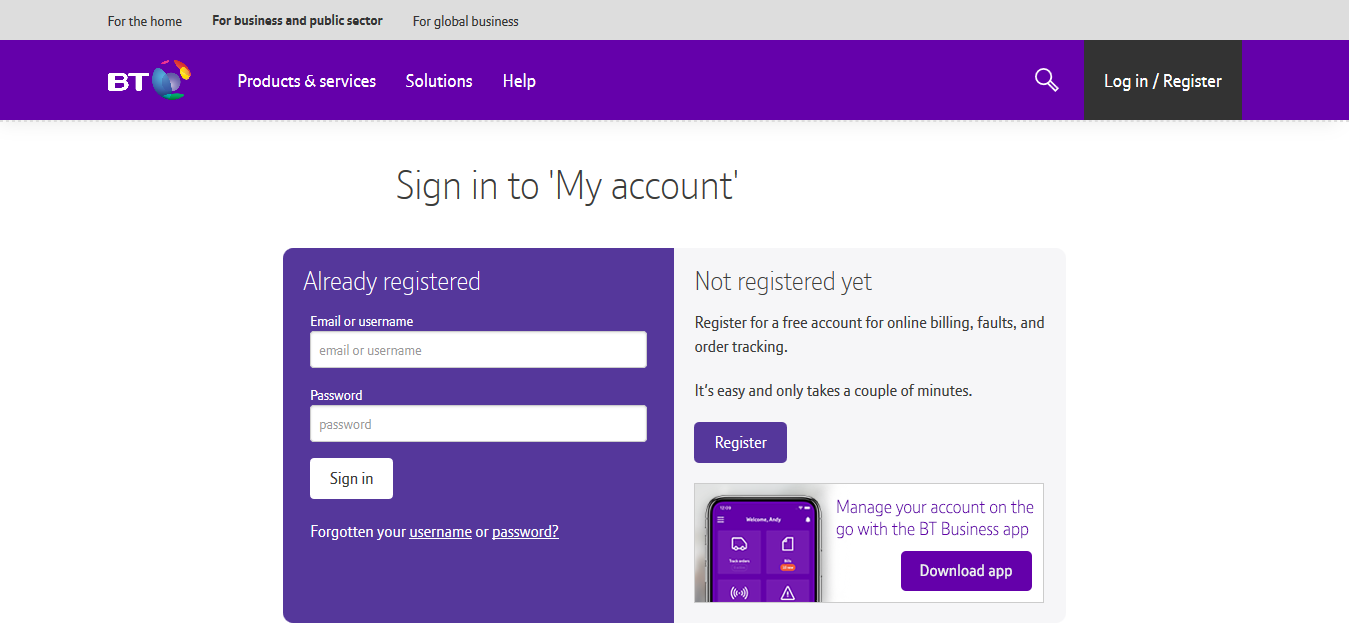 For the home
For business and public sector
For global business
BT
Products & services
Solutions
Help
Log in / Register
Sign in to 'My account'
Already registered
Email or username
email or username
Password
password
Sign in
Forgotten your username or password?
Not registered yet
Register for a free account for online billing, faults, and
order tracking.
It's easy and only takes a couple of minutes.
Register
12:09
Welcome, Andy
Track orders
Bills
Manage your account on the
go with the BT Business app
Download app